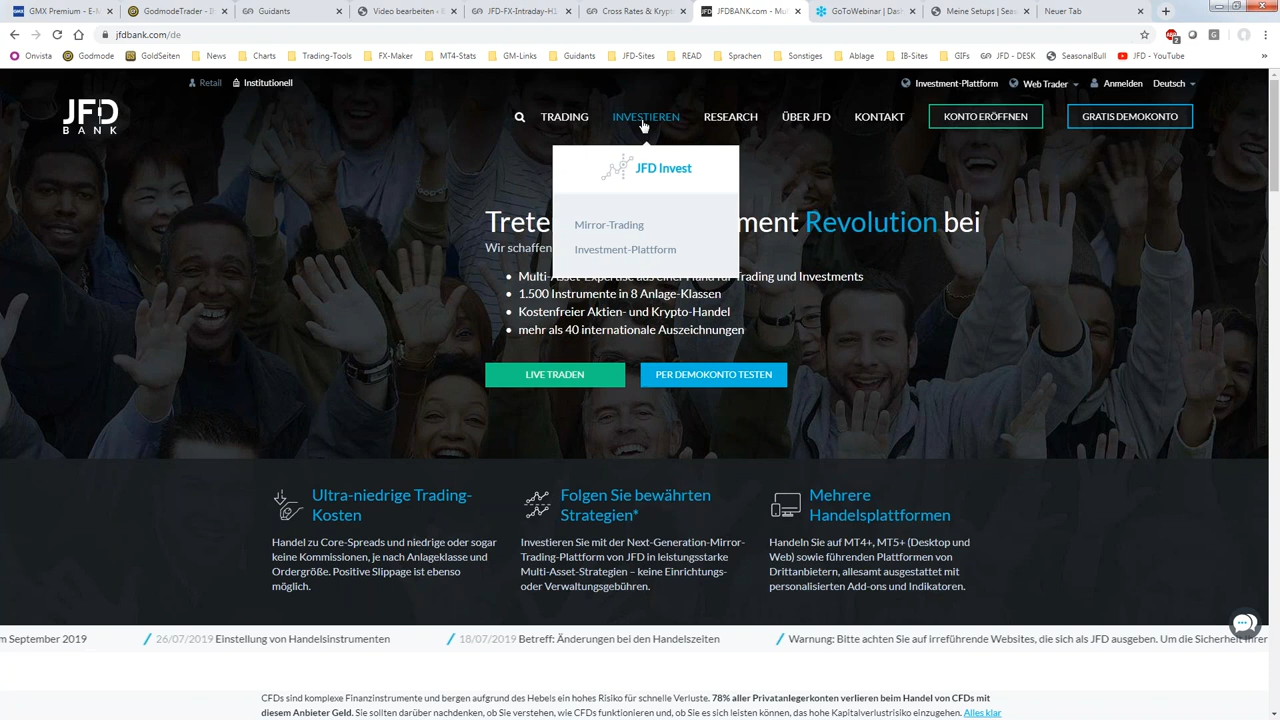 GMX Premium - E-M
GodmodeTrader - I
Guidants
Video bearbeiten -
JFD-FX-Intraday-H1
Cross Rates & Krypt
JFDBANK.com - Mul
GoToWebinar | Das
Meine Setups | Seas
Neuer Tab
jfdbank.com/de
Onvista
Godmode
GoldSeiten
News
Charts
Trading-Tools
FX-Maker
MT4-Stats
GM-Links
Guidants
JFD-Sites
READ
Sprachen
Sonstiges
Ablage
IB-Sites
GIFs
JFD - DESK
SeasonalBull
JFD - YouTube
Retail
Institutionell
Investment-Plattform
Web Trader
Anmelden
Deutsch
JFD
BANK
TRADING
INVESTIEREN
RESEARCH
ÜBER JFD
KONTAKT
KONTO ERÖFFNEN
GRATIS DEMOKONTO
JFD Invest
Mirror-Trading
Investment-Plattform
Trete ment Revolution bei
Wir schaffen
• Multi-Asset-Expertise aus einer Hand für Trading und Investments
• 1.500 Instrumente in 8 Anlage-Klassen
• Kostenfreier Aktien- und Krypto-Handel
• mehr als 40 internationale Auszeichnungen
LIVE TRADEN
PER DEMOKONTO TESTEN
Ultra-niedrige Trading-
Kosten
Handel zu Core-Spreads und niedrige oder sogar
keine Kommissionen, je nach Anlageklasse und
Ordergröße. Positive Slippage ist ebenso
möglich.
Folgen Sie bewährten
Strategien*
Investieren Sie mit der Next-Generation-Mirror-
Trading-Plattform von JFD in leistungsstarke
Multi-Asset-Strategien – keine Einrichtungs-
oder Verwaltungsgebühren.
Mehrere
Handelsplattformen
Handeln Sie auf MT4+, MT5+ (Desktop und
Web) sowie führenden Plattformen von
Drittanbietern, allesamt ausgestattet mit
personalisierten Add-ons und Indikatoren.
m September 2019
26/07/2019 Einstellung von Handelsinstrumenten
18/07/2019 Betreff: Änderungen bei den Handelszeiten
Warnung: Bitte achten Sie auf irreführende Websites, die sich als JFD ausgeben. Um die Sicherheit Ihrer
CFDs sind komplexe Finanzinstrumente und bergen aufgrund des Hebels ein hohes Risiko für schnelle Verluste. 78% aller Privatanlegerkonten verlieren beim Handel von CFDs mit
diesem Anbieter Geld. Sie sollten darüber nachdenken, ob Sie verstehen, wie CFDs funktionieren und, ob Sie es sich leisten können, das hohe Kapitalverlustrisiko einzugehen. Alles klar